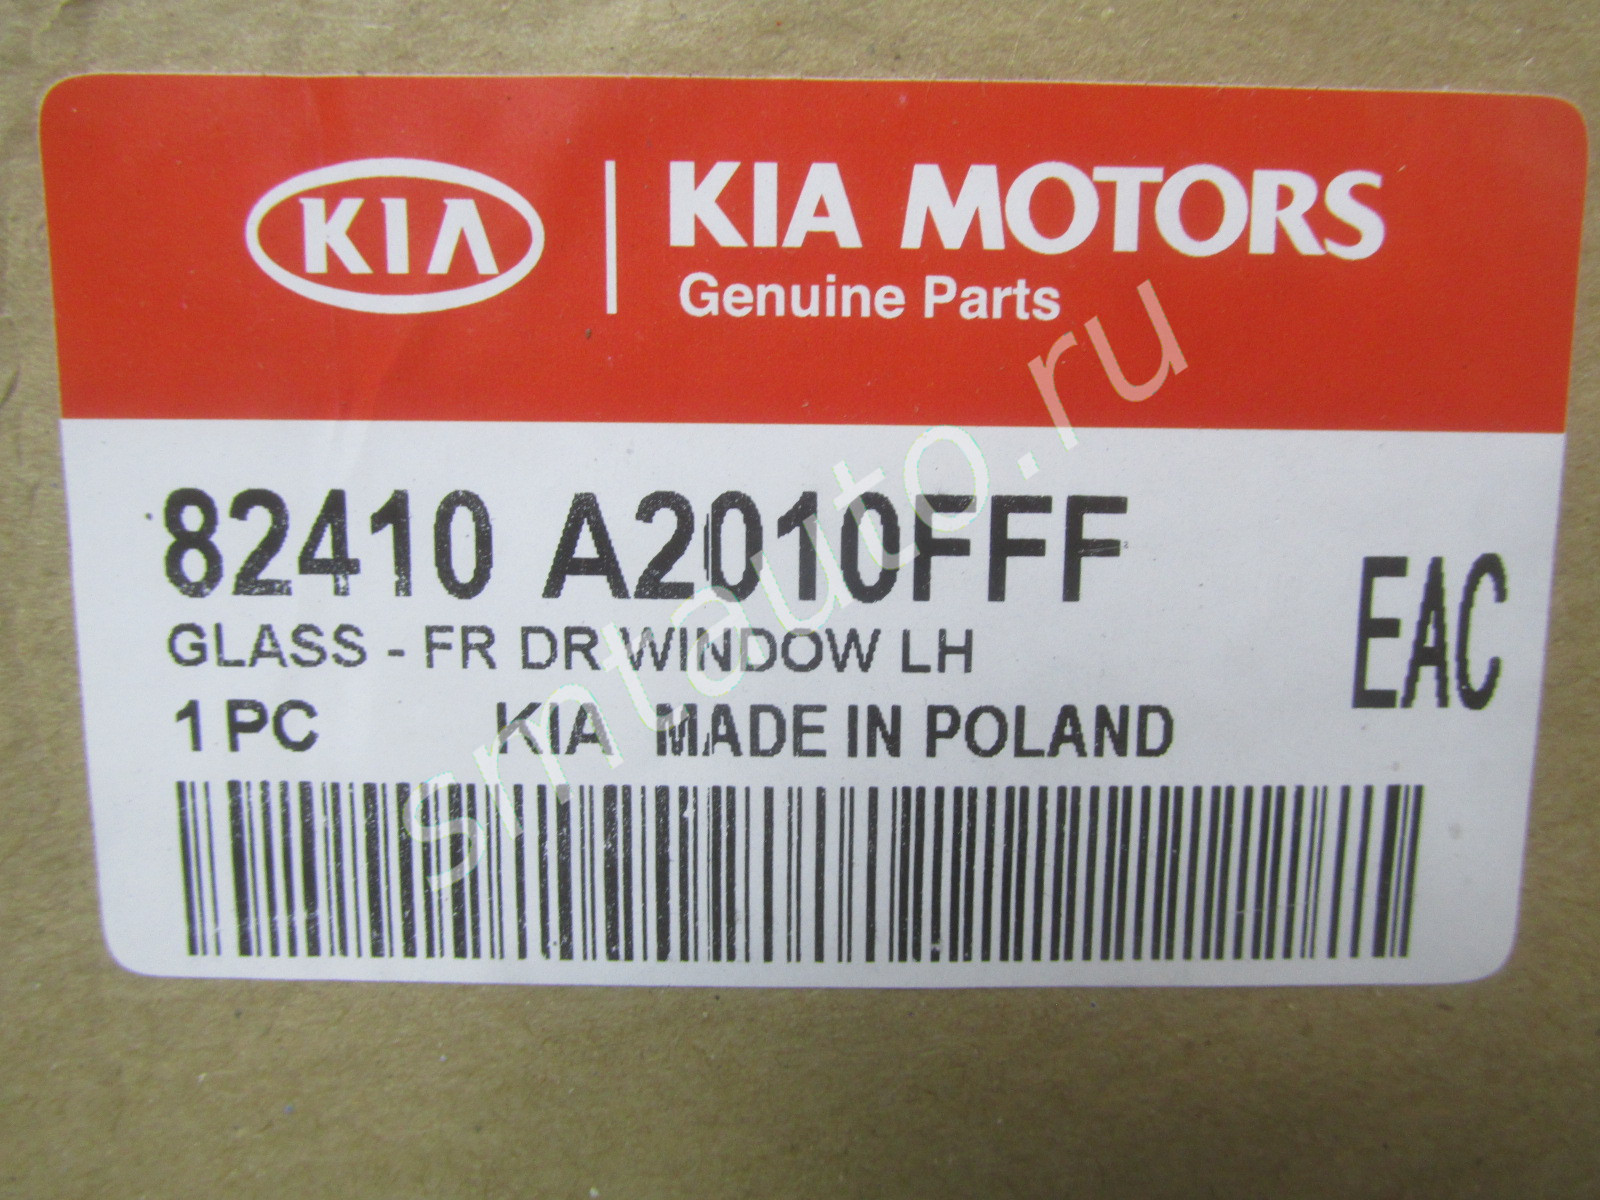 KIA
KIA MOTORS
Genuine Parts
82410 A2010FFF
GLASS - FR DR WINDOW LH
1 PC KIA MADE IN POLAND
EAC
smtauto.ru